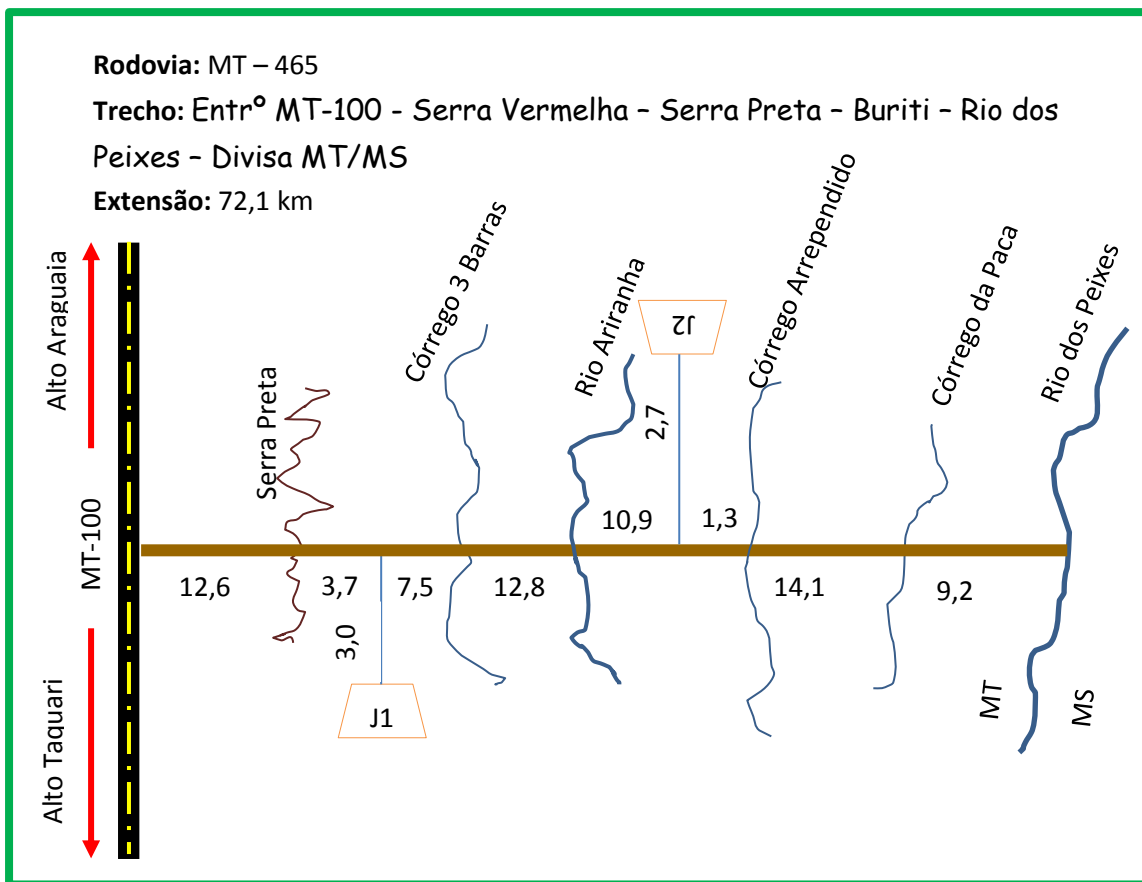 Rodovia: MT – 465
Trecho: Entrº MT-100 - Serra Vermelha – Serra Preta – Buriti – Rio dos
Peixes – Divisa MT/MS
Extensão: 72,1 km
Alto Araguaia
MT-100
Alto Taquari
Serra Preta
Córrego 3 Barras
Rio Ariranha
J2
2,7
Córrego Arrependido
Córrego da Paca
Rio dos Peixes
10,9
1,3
12,6
3,7
7,5
12,8
14,1
9,2
3,0
J1
MT
MS